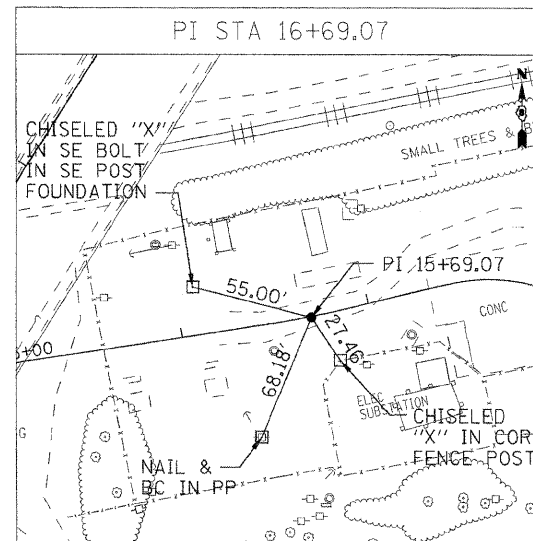 PI STA 16+69.07
N
CHISELED "X"
IN SE BOLT
IN SE POST
FOUNDATION
SMALL TREES & B
PI 15+69.07
55.00'
27.46'
68.18'
CONC
5+00
ELEC
SUBSTATION
CHISELED
"X" IN COR
FENCE POST
G
NAIL &
BC IN PP